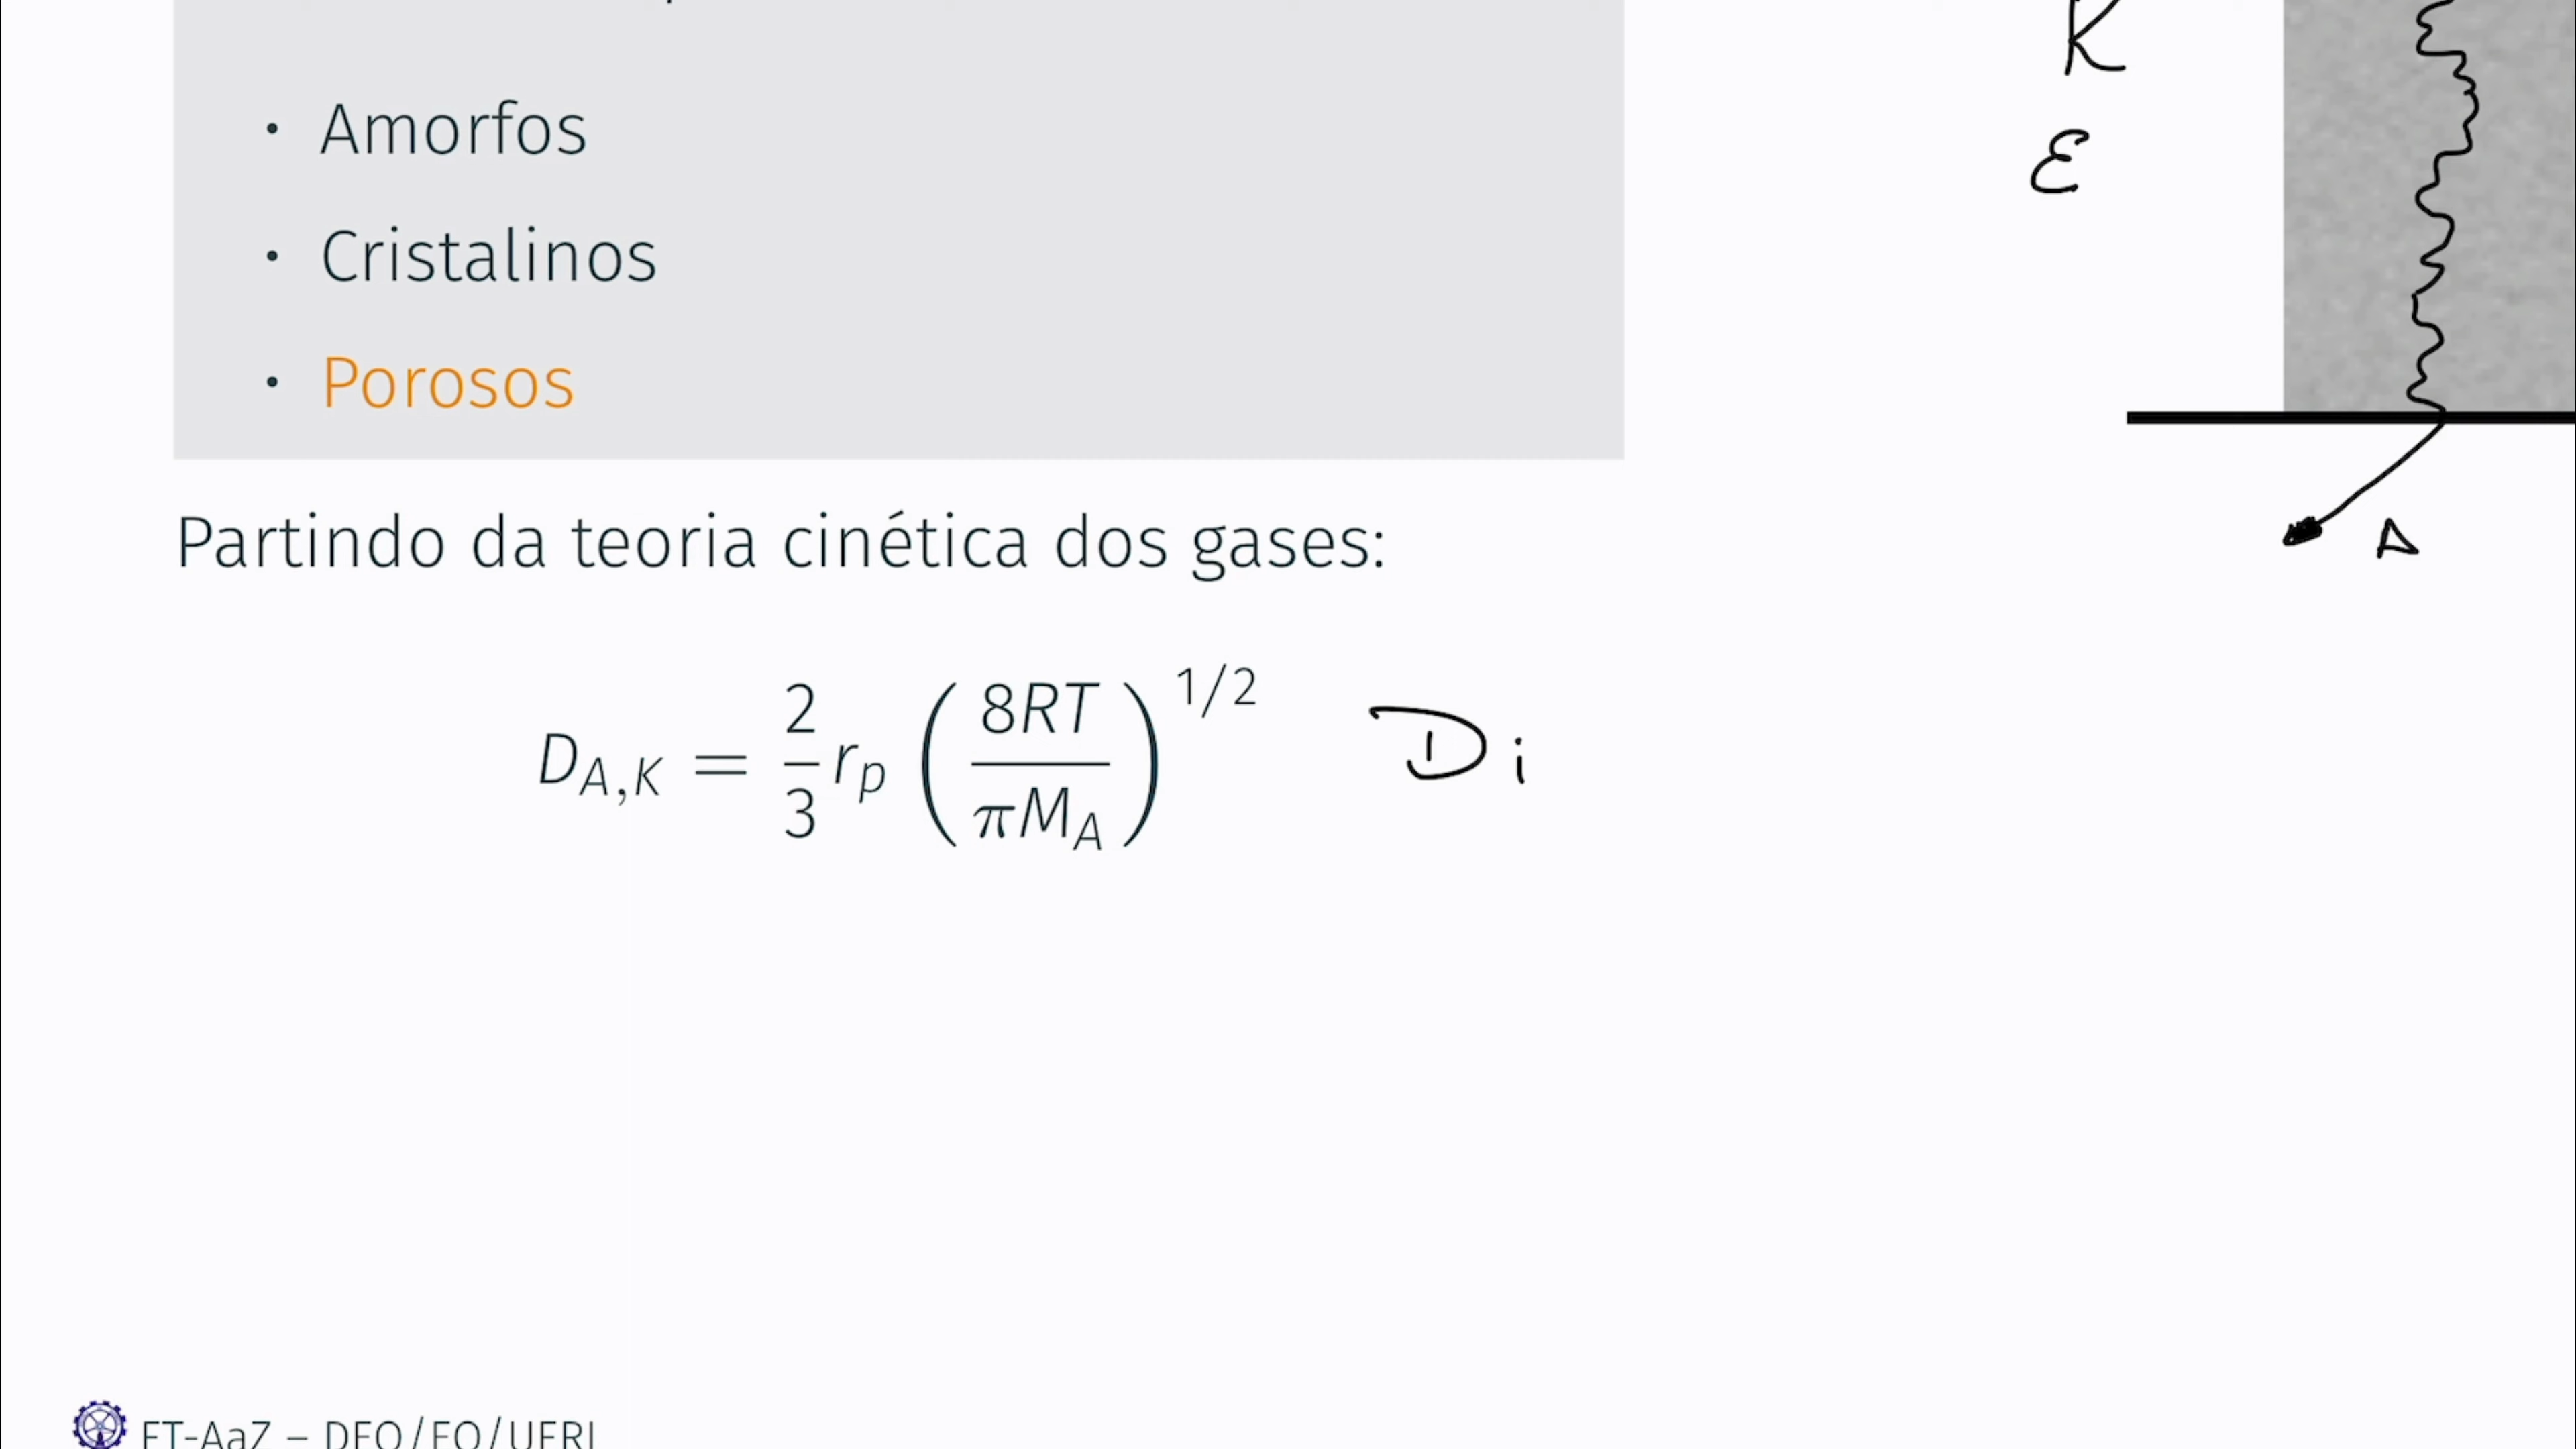 K
ε
• Amorfos
• Cristalinos
• Porosos
A
Partindo da teoria cinética dos gases:
D_{A,K} = \frac{2}{3} r_p \left( \frac{8RT}{\pi M_A} \right)^{1/2} Di
FT-AaZ – DEQ/EQ/UFRJ